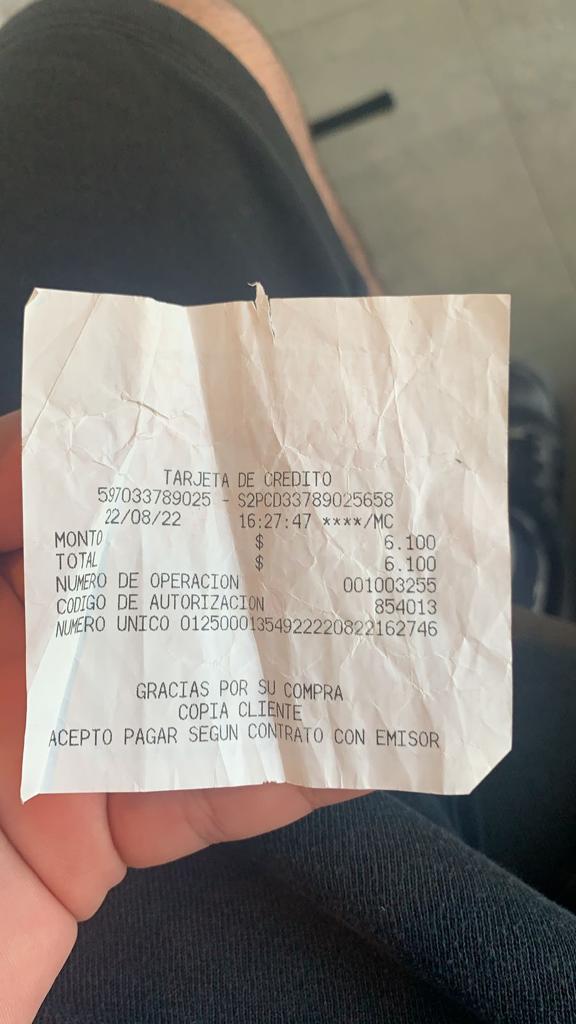 TARJETA DE CREDITO
597033789025 - S2PCD33789025658
22/08/22 16:27:47 ****/MC
MONTO $ 6.100
TOTAL $ 6.100
NUMERO DE OPERACION 001003255
CODIGO DE AUTORIZACION 854013
NUMERO UNICO 01250001354922220822162746
GRACIAS POR SU COMPRA
COPIA CLIENTE
ACEPTO PAGAR SEGUN CONTRATO CON EMISOR